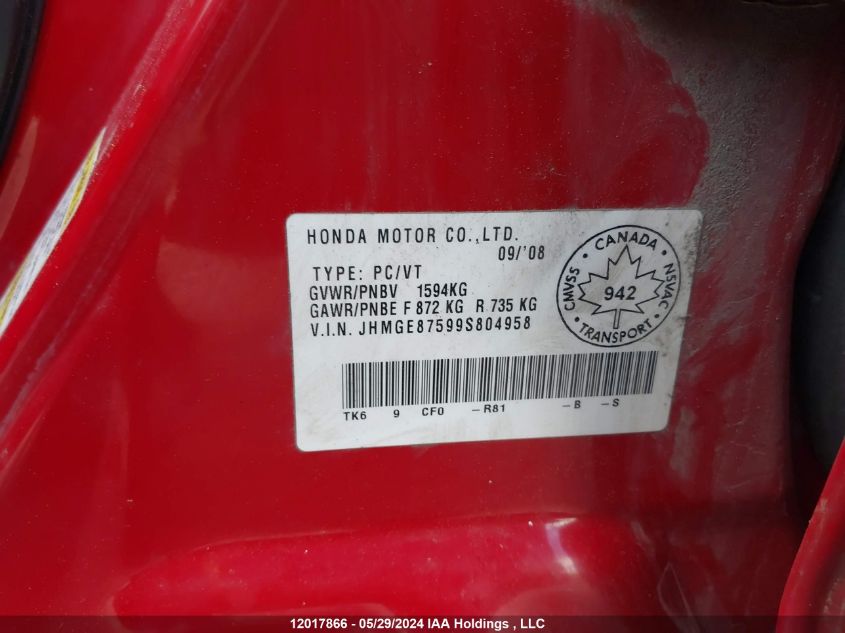 HONDA MOTOR CO.,LTD.
09/'08
TYPE: PC/VT
GVWR/PNBV 1594KG
GAWR/PNBE F 872 KG R 735 KG
V.I.N. JHMGE87599S804958
CANADA
CMVSS
NSVAC
942
TRANSPORT
TK6 9 CF0 -R81 -B -S
12017866 - 05/29/2024 IAA Holdings , LLC